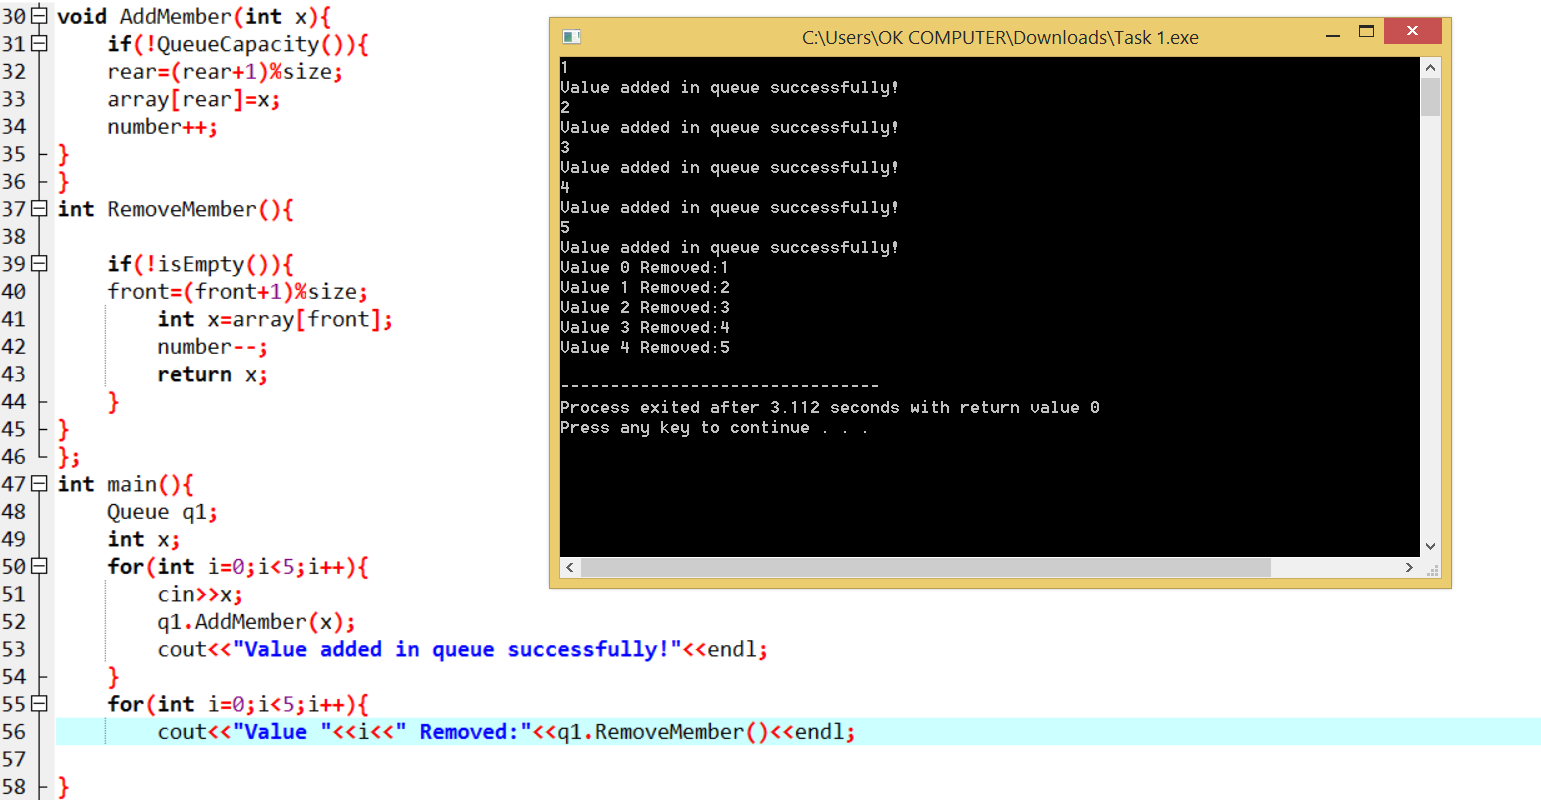 30 void AddMember(int x){
31 if(!QueueCapacity()){
32 rear=(rear+1)%size;
33 array[rear]=x;
34 number++;
35 }
36 }
37 int RemoveMember(){
38
39 if(!isEmpty()){
40 front=(front+1)%size;
41 int x=array[front];
42 number--;
43 return x;
44 }
45 }
46 };
47 int main(){
48 Queue q1;
49 int x;
50 for(int i=0;i<5;i++){
51 cin>>x;
52 q1.AddMember(x);
53 cout<<"Value added in queue successfully!"<<endl;
54 }
55 for(int i=0;i<5;i++){
56 cout<<"Value "<<i<<" Removed:"<<q1.RemoveMember()<<endl;
57
58 }
C:\Users\OK COMPUTER\Downloads\Task 1.exe
1
Value added in queue successfully!
2
Value added in queue successfully!
3
Value added in queue successfully!
4
Value added in queue successfully!
5
Value added in queue successfully!
Value 0 Removed:1
Value 1 Removed:2
Value 2 Removed:3
Value 3 Removed:4
Value 4 Removed:5
--------------------------------
Process exited after 3.112 seconds with return value 0
Press any key to continue . . .